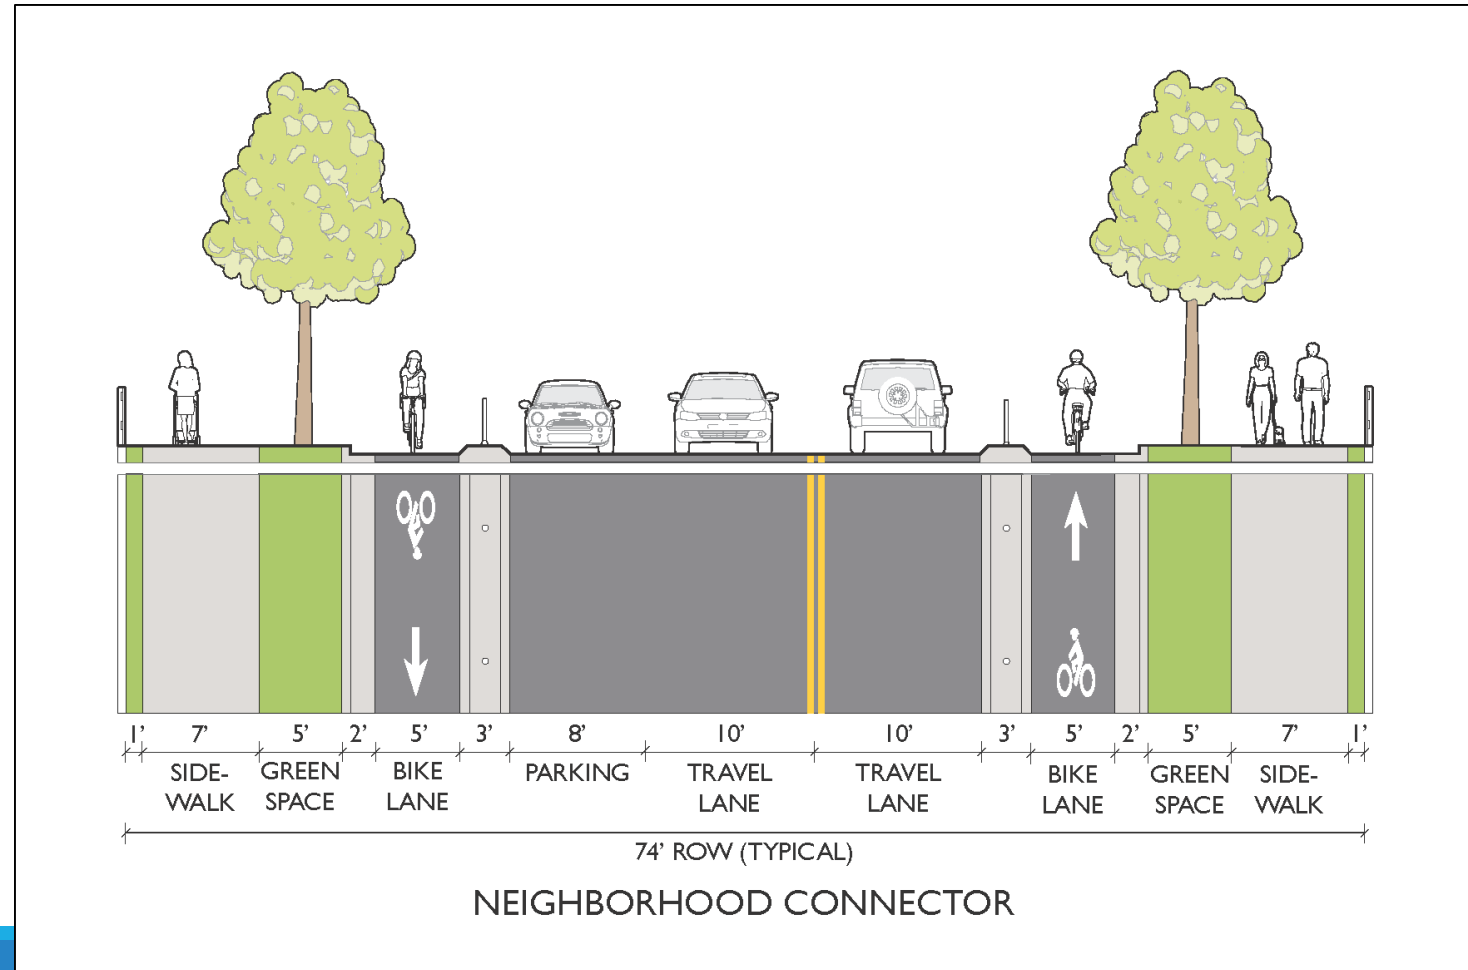 1' 7' 5' 2' 5' 3' 8' 10' 10' 3' 5' 2' 5' 7' 1'
SIDE- GREEN BIKE PARKING TRAVEL TRAVEL BIKE GREEN SIDE-
WALK SPACE LANE LANE LANE LANE SPACE WALK
74' ROW (TYPICAL)
NEIGHBORHOOD CONNECTOR